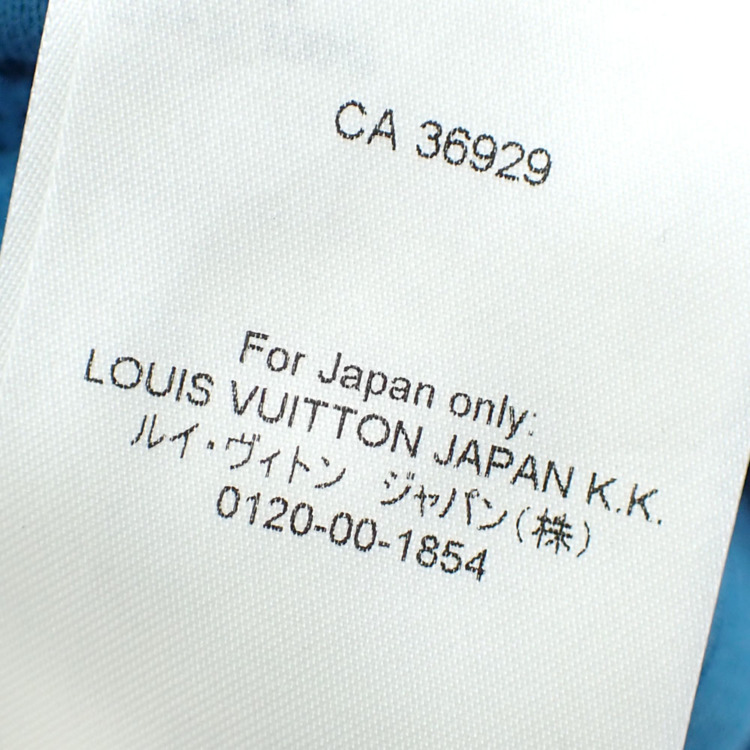 CA 36929
For Japan only:
LOUIS VUITTON JAPAN K.K.
ルイ・ヴィトン ジャパン(株)
0120-00-1854